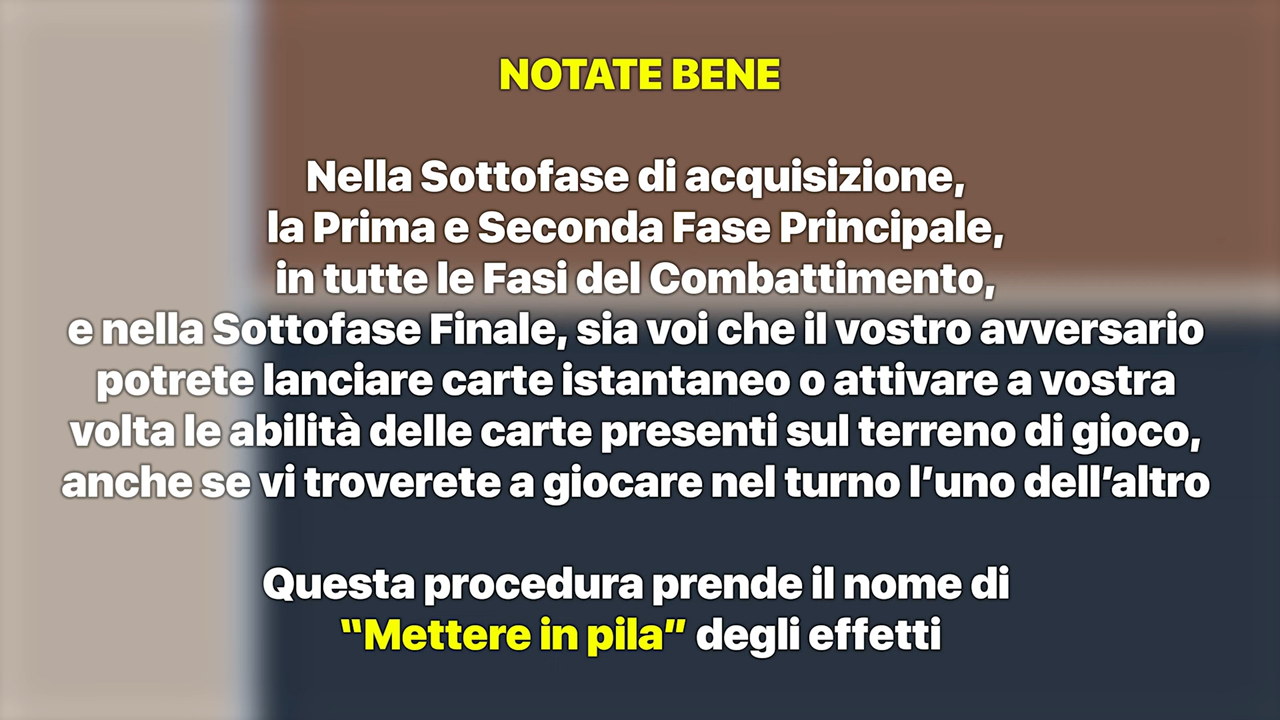 NOTATE BENE
Nella Sottofase di acquisizione,
la Prima e Seconda Fase Principale,
in tutte le Fasi del Combattimento,
e nella Sottofase Finale, sia voi che il vostro avversario
potrete lanciare carte istantaneo o attivare a vostra
volta le abilità delle carte presenti sul terreno di gioco,
anche se vi troverete a giocare nel turno l’uno dell’altro
Questa procedura prende il nome di
“Mettere in pila” degli effetti